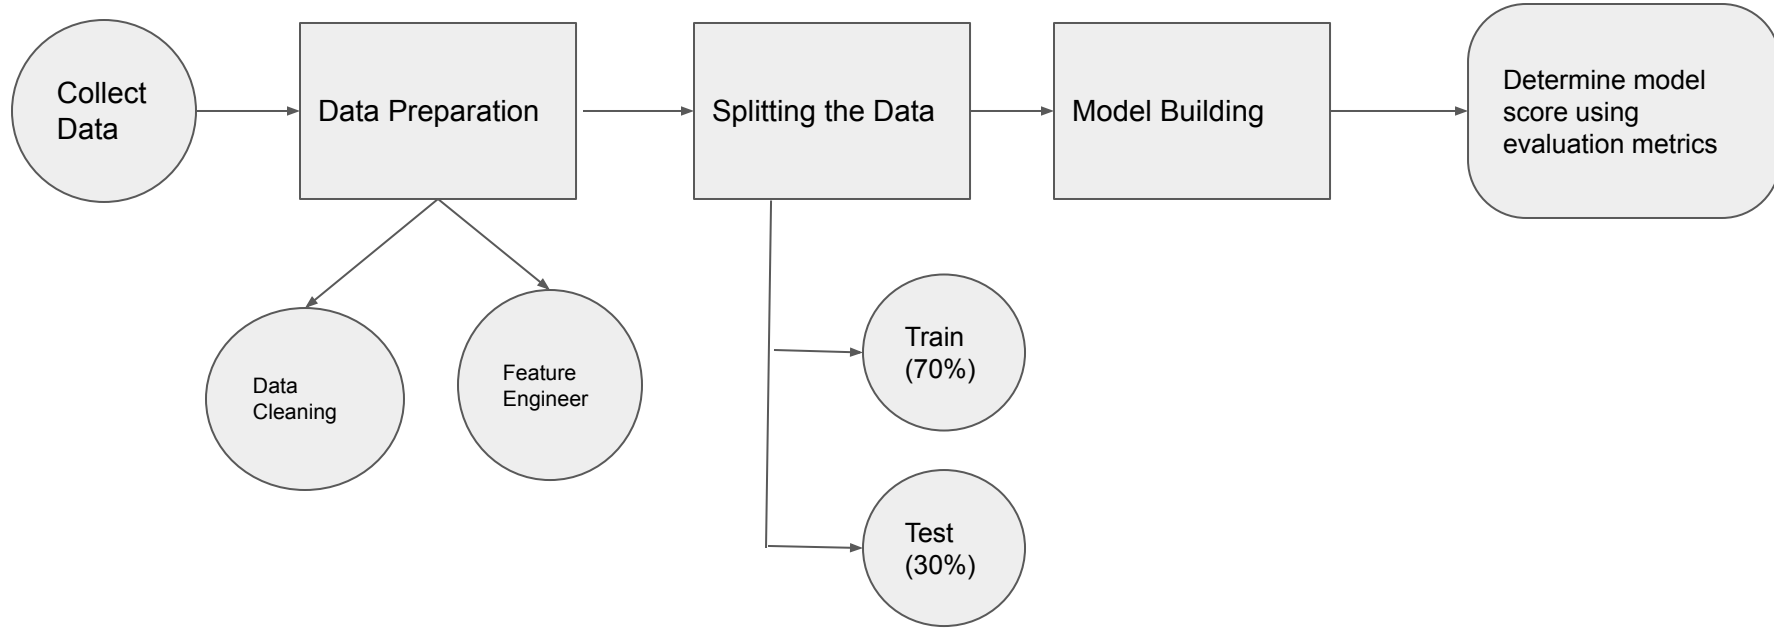 Collect
Data
Data Preparation
Splitting the Data
Model Building
Determine model
score using
evaluation metrics
Data
Cleaning
Feature
Engineer
Train
(70%)
Test
(30%)